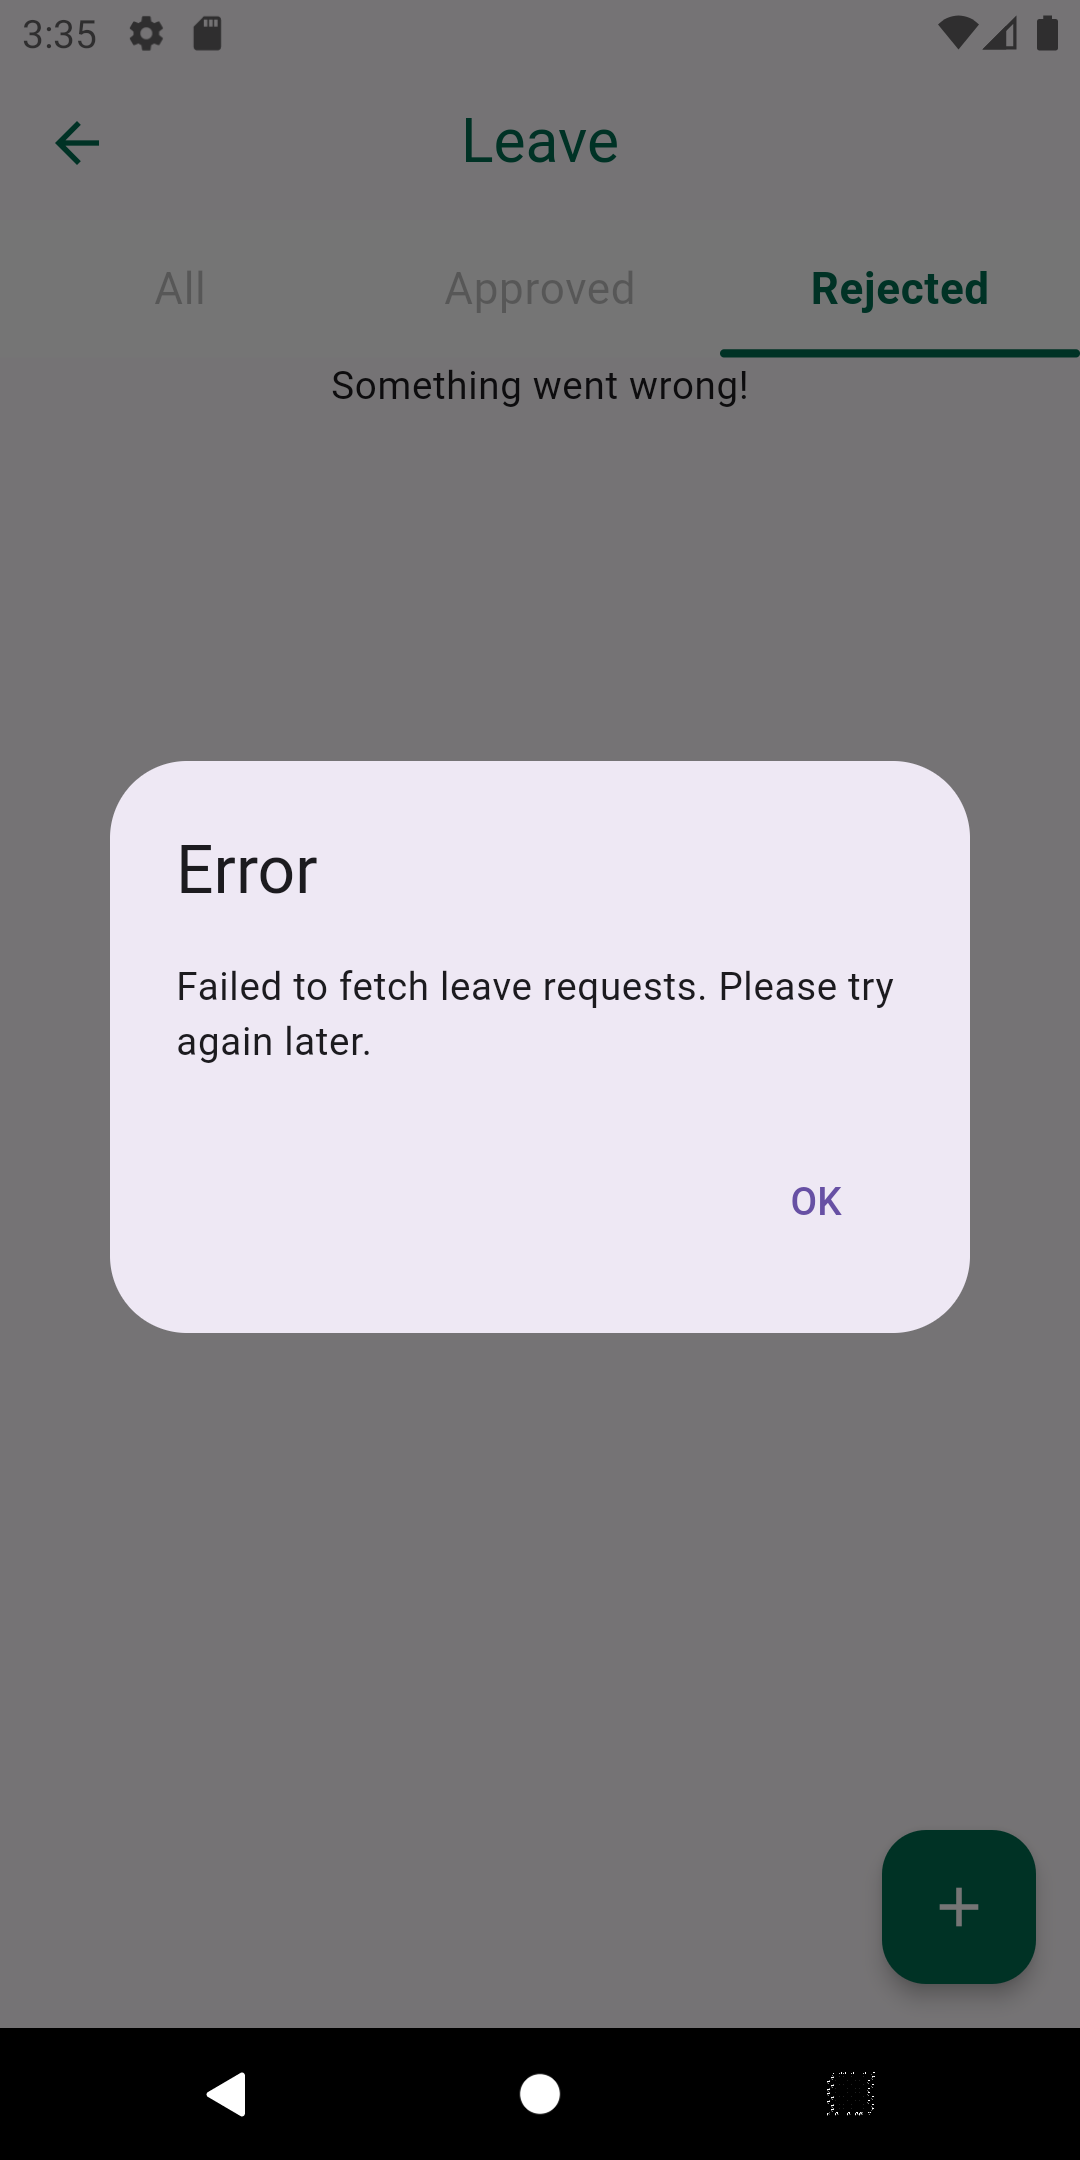 3:35
Leave
All Approved Rejected
Something went wrong!
Error
Failed to fetch leave requests. Please try
again later.
OK